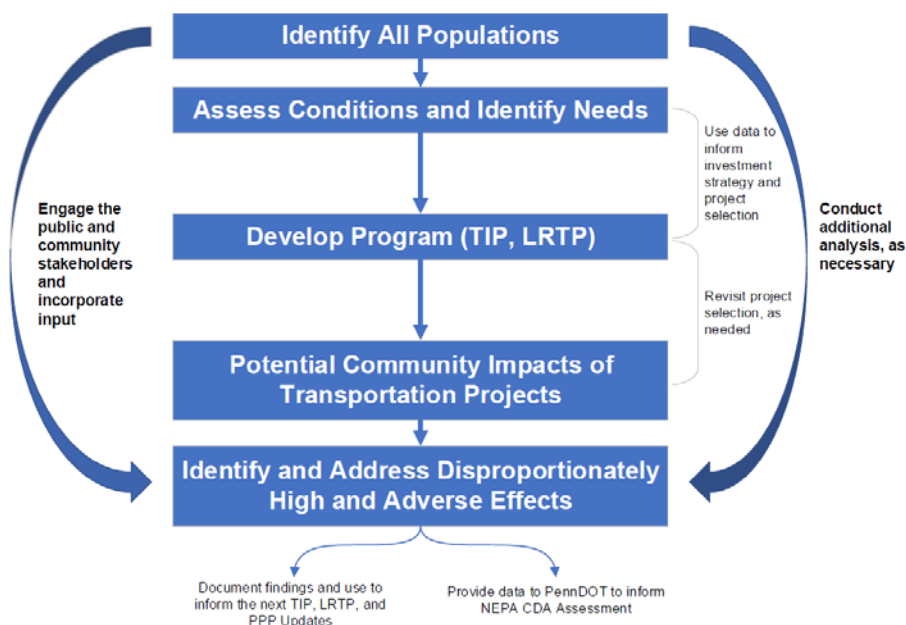 Identify All Populations
Assess Conditions and Identify Needs
Use data to
inform
investment
strategy and
project
selection
Engage the
public and
community
stakeholders
and
incorporate
input
Conduct
additional
analysis, as
necessary
Develop Program (TIP, LRTP)
Revisit project
selection, as
needed
Potential Community Impacts of
Transportation Projects
Identify and Address Disproportionately
High and Adverse Effects
Document findings and use to
inform the next TIP, LRTP, and
PPP Updates
Provide data to PennDOT to inform
NEPA CDA Assessment